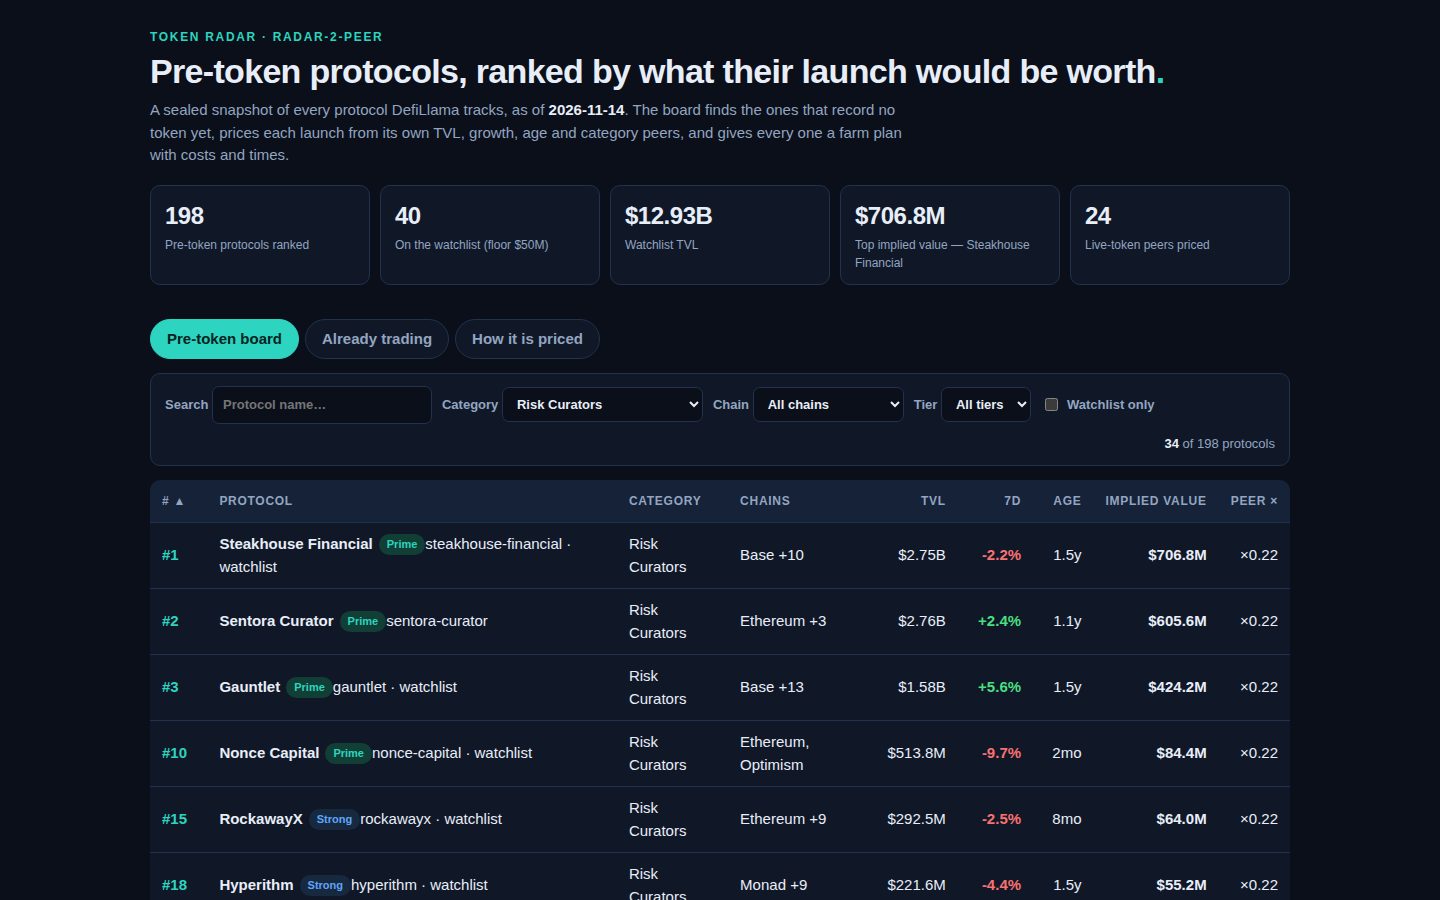 TOKEN RADAR · RADAR-2-PEER
Pre-token protocols, ranked by what their launch would be worth.
A sealed snapshot of every protocol DefiLlama tracks, as of 2026-11-14. The board finds the ones that record no
token yet, prices each launch from its own TVL, growth, age and category peers, and gives every one a farm plan
with costs and times.
198
Pre-token protocols ranked
40
On the watchlist (floor $50M)
$12.93B
Watchlist TVL
$706.8M
Top implied value — Steakhouse
Financial
24
Live-token peers priced
Pre-token board Already trading How it is priced
Search Protocol name… Category Risk Curators Chain All chains Tier All tiers Watchlist only
34 of 198 protocols
# ▲ PROTOCOL CATEGORY CHAINS TVL 7D AGE IMPLIED VALUE PEER ×
#1 Steakhouse Financial Prime steakhouse-financial · watchlist Risk Curators Base +10 $2.75B -2.2% 1.5y $706.8M ×0.22
#2 Sentora Curator Prime sentora-curator Risk Curators Ethereum +3 $2.76B +2.4% 1.1y $605.6M ×0.22
#3 Gauntlet Prime gauntlet · watchlist Risk Curators Base +13 $1.58B +5.6% 1.5y $424.2M ×0.22
#10 Nonce Capital Prime nonce-capital · watchlist Risk Curators Ethereum, Optimism $513.8M -9.7% 2mo $84.4M ×0.22
#15 RockawayX Strong rockawayx · watchlist Risk Curators Ethereum +9 $292.5M -2.5% 8mo $64.0M ×0.22
#18 Hyperithm Strong hyperithm · watchlist Risk Curators Monad +9 $221.6M -4.4% 1.5y $55.2M ×0.22